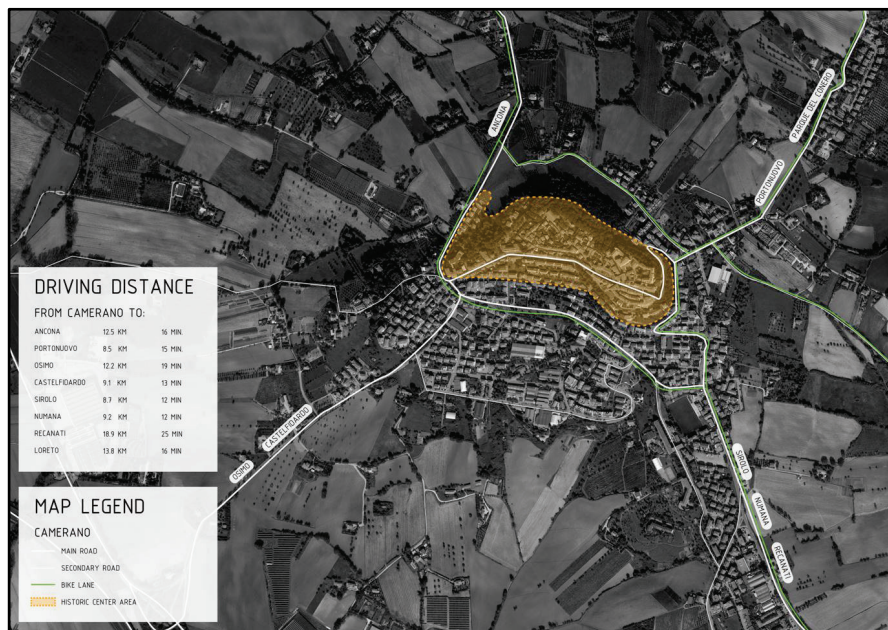 ANCONA
PORTONUOVO
PARQUE DEL CONERO
DRIVING DISTANCE
FROM CAMERANO TO:
ANCONA 12.5 KM 16 MIN.
PORTONUOVO 8.5 KM 15 MIN.
OSIMO 12.2 KM 19 MIN
CASTELFIDARDO 9.1 KM 13 MIN
SIROLO 8.7 KM 12 MIN
NUMANA 9.2 KM 12 MIN
RECANATI 18.9 KM 25 MIN
LORETO 13.8 KM 16 MIN
OSIMO
CASTELFIDARDO
SIROLO
NUMANA
RECANATI
MAP LEGEND
CAMERANO
MAIN ROAD
SECONDARY ROAD
BIKE LANE
HISTORIC CENTER AREA